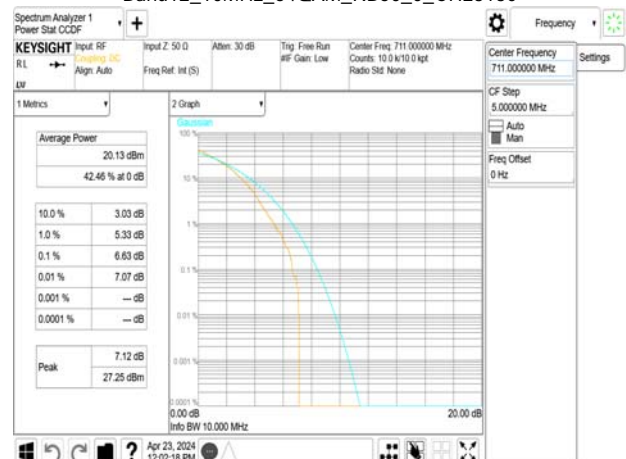 Spectrum Analyzer 1
Power Stat CCDF
Frequency
KEYSIGHT
Input: RF
Coupling: DC
Align: Auto
Input Z: 50 Ω
Freq Ref: Int (S)
Atten: 30 dB
Trig: Free Run
#IF Gain: Low
Center Freq: 711.000000 MHz
Counts: 10.0 k/10.0 kpt
Radio Std: None
RL
Center Frequency
711.000000 MHz
Settings
CF Step
5.000000 MHz
Auto
Man
Freq Offset
0 Hz
1 Metrics
2 Graph
Average Power
20.13 dBm
42.46 % at 0 dB
10.0 % 3.03 dB
1.0 % 5.33 dB
0.1 % 6.63 dB
0.01 % 7.07 dB
0.001 % --- dB
0.0001 % --- dB
Peak
7.12 dB
27.25 dBm
Gaussian
100 %
10 %
1 %
0.1 %
0.01 %
0.001 %
0.0001 %
0.00 dB
20.00 dB
Info BW 10.000 MHz
Apr 23, 2024
12:02:18 PM